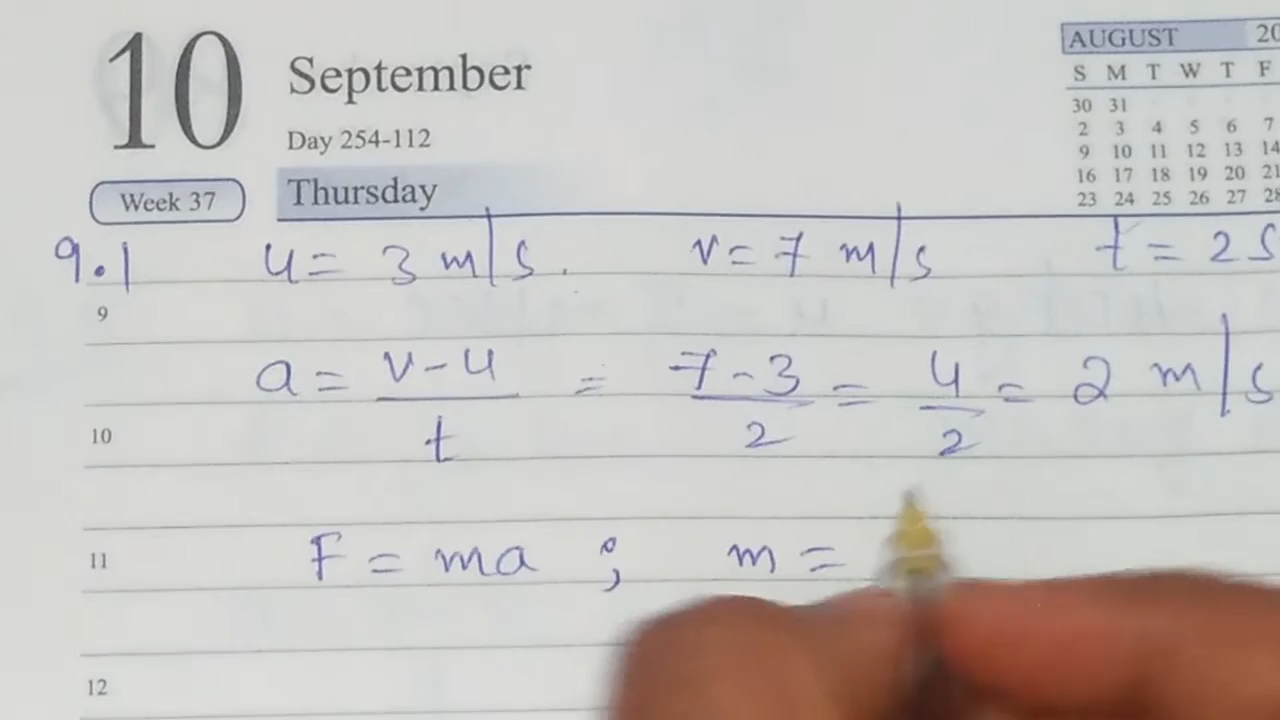 10
September
Day 254-112
Week 37
Thursday
AUGUST 20
S M T W T F
30 31
2 3 4 5 6 7
9 10 11 12 13 14
16 17 18 19 20 21
23 24 25 26 27 28
9.1 u = 3 m/s. v = 7 m/s t = 2 s
9
a = v-u/t = 7-3/2 = 4/2 = 2 m/s
10
11 F = ma ; m =
12